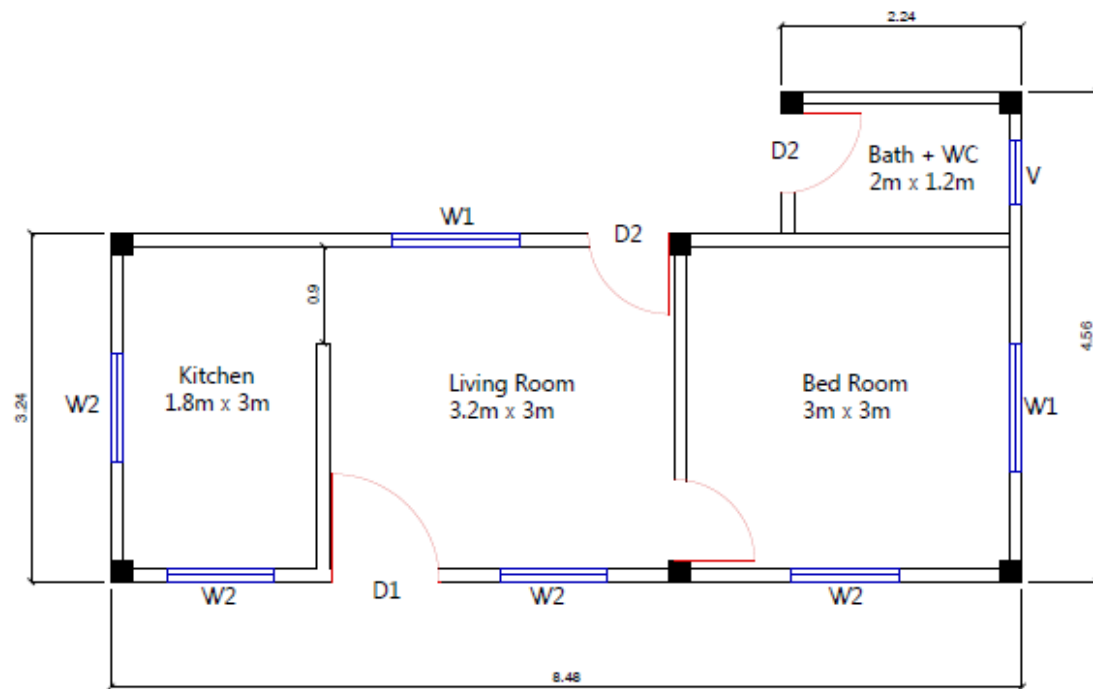 2.24
D2
Bath + WC
2m x 1.2m
V
W1
D2
0.9
4.56
3.24
Kitchen
1.8m x 3m
Living Room
3.2m x 3m
Bed Room
3m x 3m
W2
W1
W2
D1
W2
W2
8.48